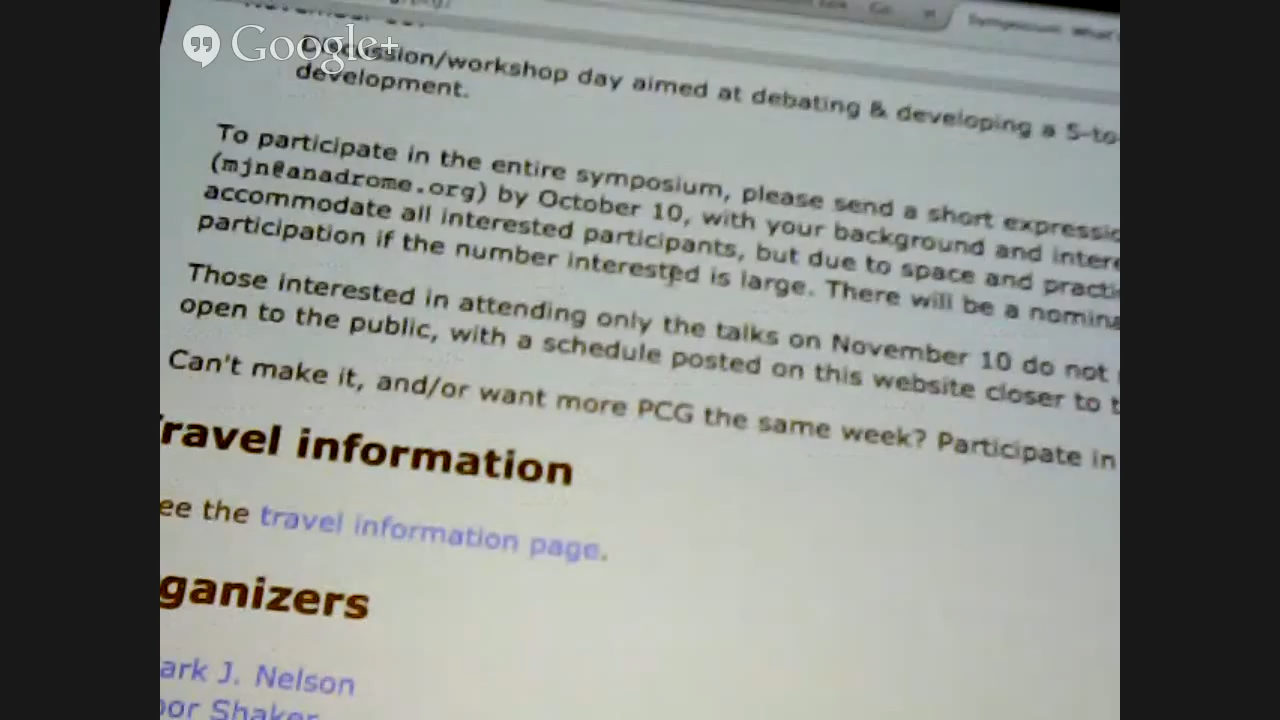 Google+
Discussion/workshop day aimed at debating & developing a 5-to-
development.
To participate in the entire symposium, please send a short expressio
(mjn@anadrome.org) by October 10, with your background and intere
accommodate all interested participants, but due to space and practi
participation if the number interested is large. There will be a nomina
Those interested in attending only the talks on November 10 do not
open to the public, with a schedule posted on this website closer to t
Can't make it, and/or want more PCG the same week? Participate in
ravel information
ee the travel information page.
ganizers
ark J. Nelson
oor Shaker